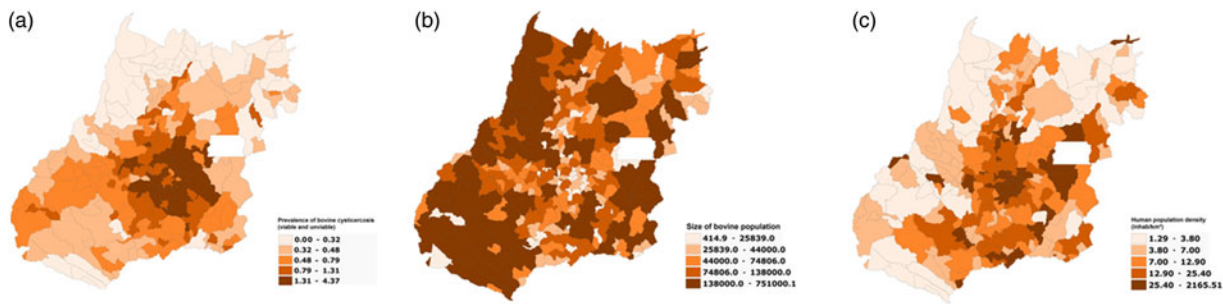 (a)
(b)
(c)
Prevalence of bovine cysticercosis
(viable and unviable)
0.00 - 0.32
0.32 - 0.48
0.48 - 0.79
0.79 - 1.31
1.31 - 4.37
Size of bovine population
414.9 - 25839.0
25839.0 - 44000.0
44000.0 - 74806.0
74806.0 - 138000.0
138000.0 - 751000.1
Human population density
(inhab/km²)
1.29 - 3.80
3.80 - 7.00
7.00 - 12.90
12.90 - 25.40
25.40 - 2165.51